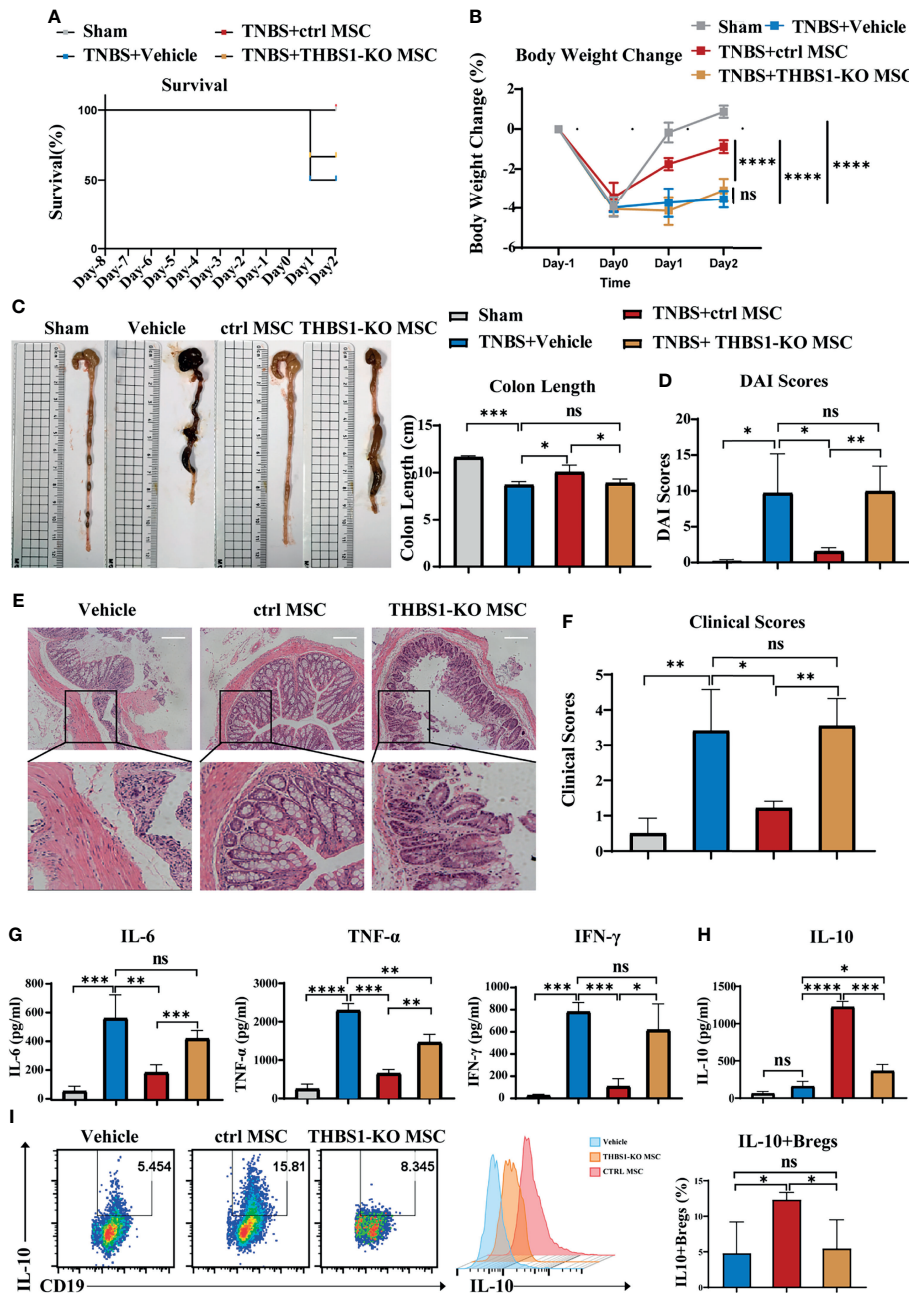 A
Sham
TNBS+ctrl MSC
TNBS+Vehicle
TNBS+THBS1-KO MSC
Survival
Survival(%)
100
50
0
Day-8
Day-7
Day-6
Day-5
Day-4
Day-3
Day-2
Day-1
Day0
Day1
Day2
B
Sham
TNBS+Vehicle
TNBS+ctrl MSC
TNBS+THBS1-KO MSC
Body Weight Change
Body Weight Change (%)
2
0
-2
-4
-6
Day-1
Day0
Day1
Day2
Time
****
ns
****
****
C
Sham
Vehicle
ctrl MSC
THBS1-KO MSC
Sham
TNBS+ctrl MSC
TNBS+Vehicle
TNBS+ THBS1-KO MSC
Colon Length
Colon Length (cm)
0
5
10
15
***
ns
*
*
D
DAI Scores
DAI Scores
20
15
10
5
0
*
ns
*
**
E
Vehicle
ctrl MSC
THBS1-KO MSC
F
Clinical Scores
Clinical Scores
5
4
3
2
1
0
**
ns
*
**
G
IL-6
IL-6 (pg/ml)
800
600
400
200
0
***
ns
**
***
TNF-α
TNF-α (pg/ml)
3000
2000
1000
0
****
**
***
**
IFN-γ
IFN-γ (pg/ml)
1000
800
600
400
200
0
***
ns
***
*
H
IL-10
IL-10 (pg/ml)
1500
1000
500
0
ns
*
****
***
I
Vehicle
ctrl MSC
THBS1-KO MSC
5.454
15.81
8.345
IL-10
CD19
Vehicle
THBS1-KO MSC
CTRL MSC
IL-10
IL-10+Bregs
IL10+Bregs (%)
15
10
5
0
ns
*
*